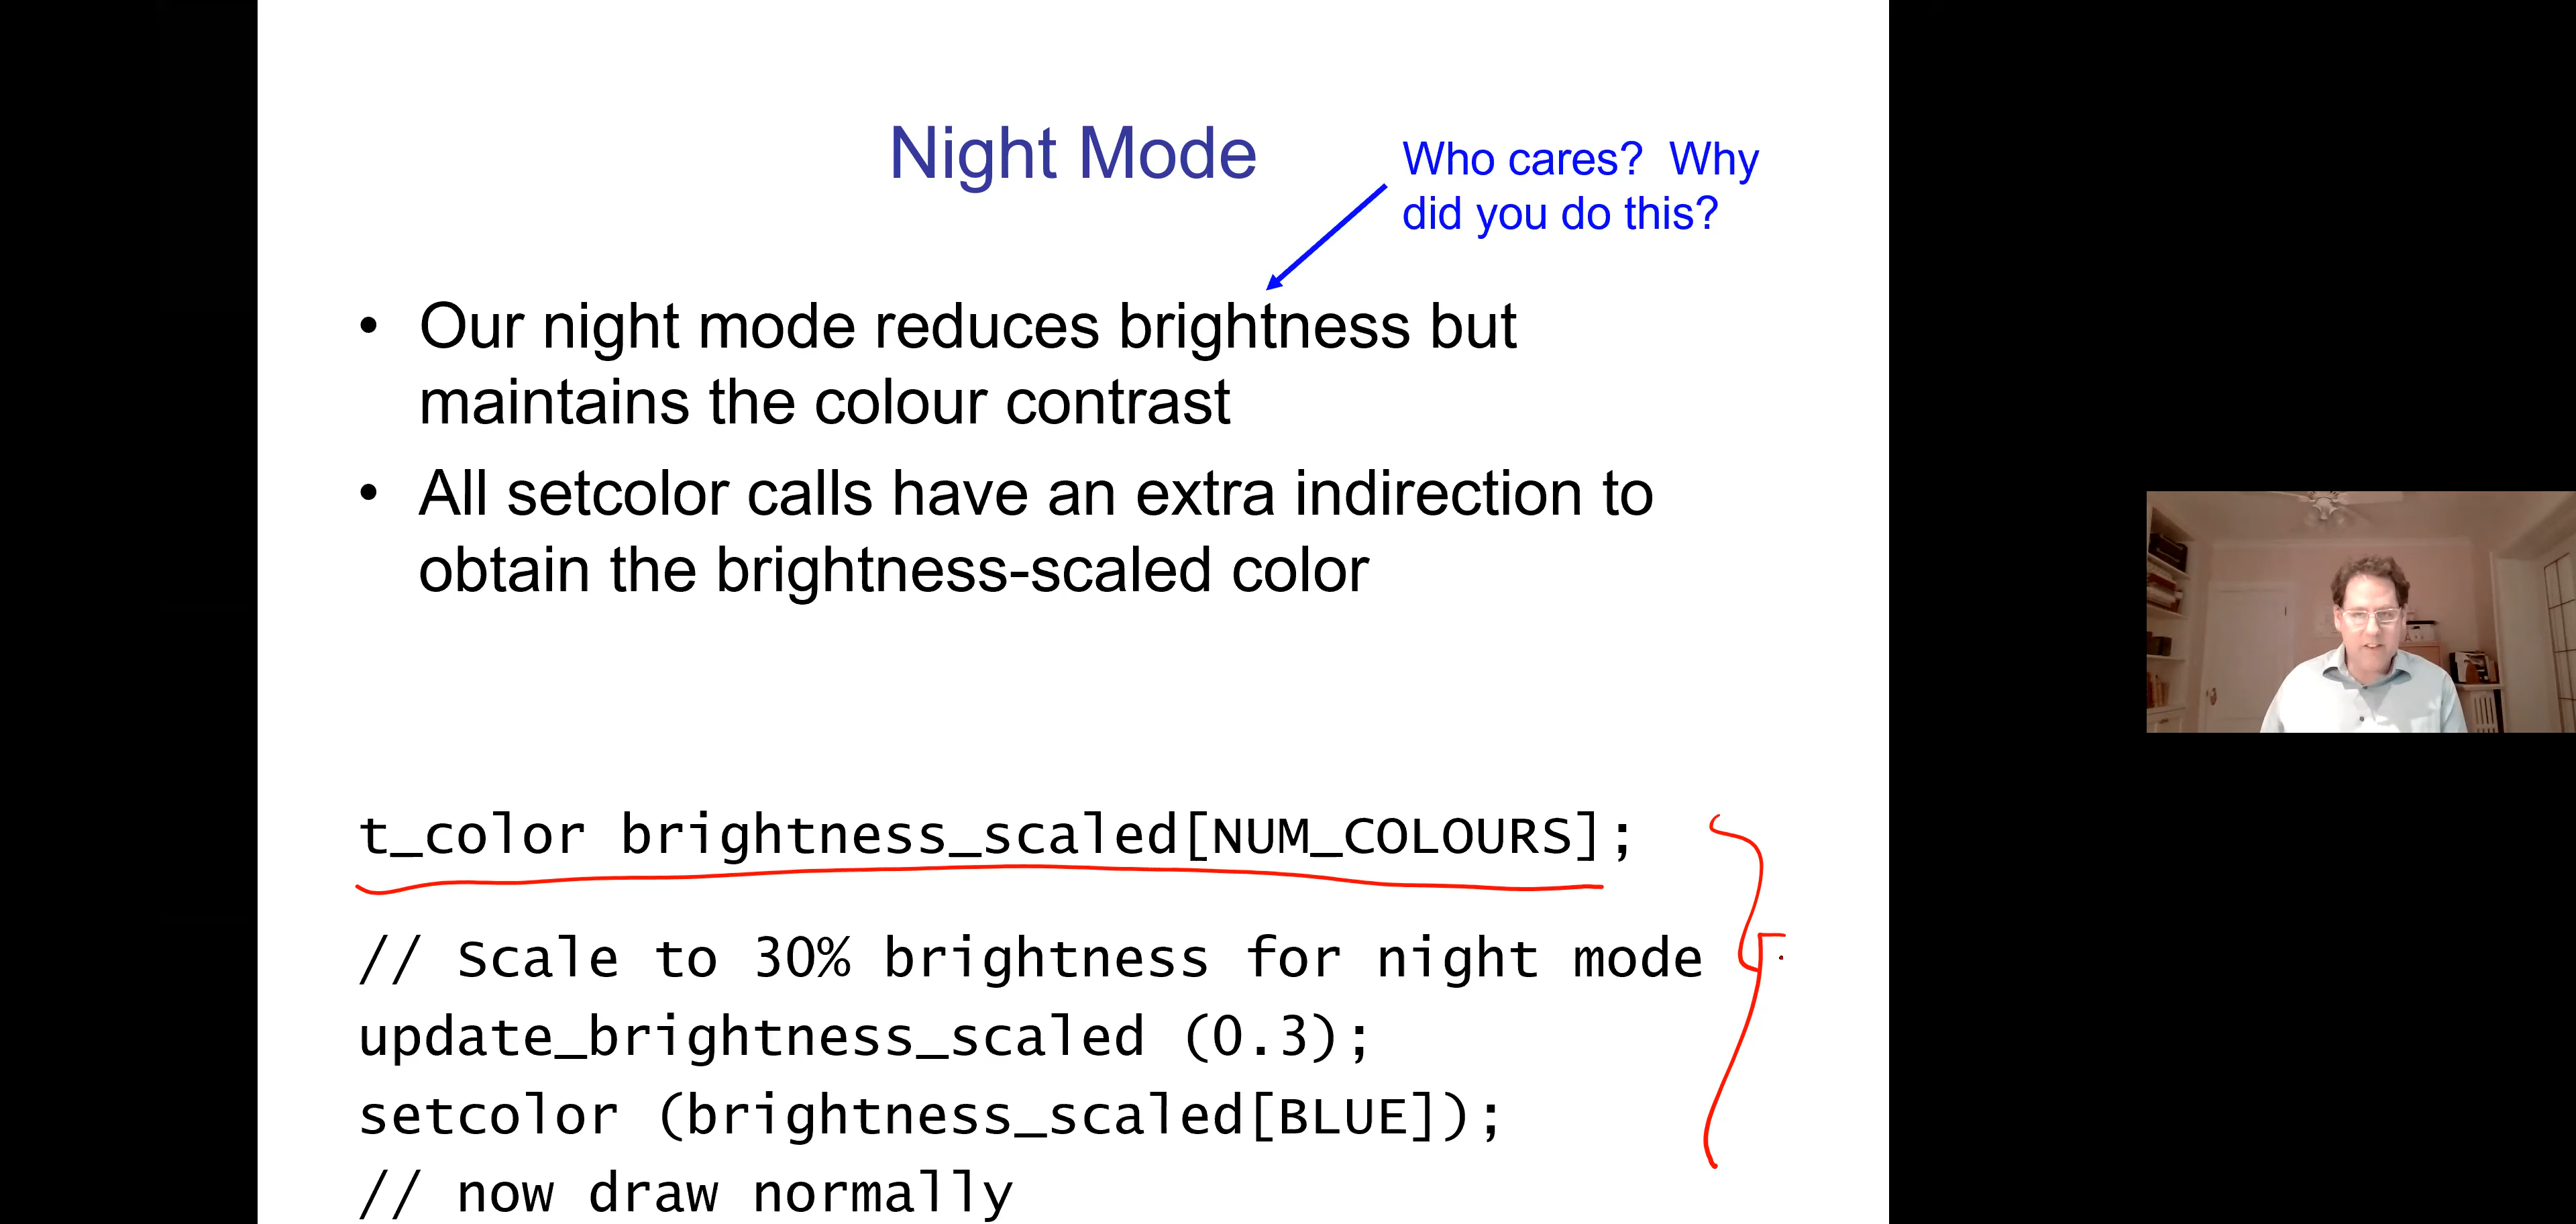 Night Mode
Who cares?  Why
did you do this?
• Our night mode reduces brightness but
maintains the colour contrast
• All setcolor calls have an extra indirection to
obtain the brightness-scaled color
t_color brightness_scaled[NUM_COLOURS];
// Scale to 30% brightness for night mode
update_brightness_scaled (0.3);
setcolor (brightness_scaled[BLUE]);
// now draw normally